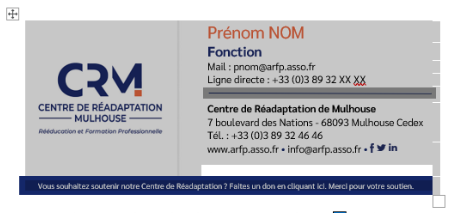 Prénom NOM
Fonction
Mail : pnom@arfp.asso.fr
Ligne directe : +33 (0)3 89 32 XX XX
CRM
CENTRE DE RÉADAPTATION
MULHOUSE
Rééducation et Formation Professionnelle
Centre de Réadaptation de Mulhouse
7 boulevard des Nations - 68093 Mulhouse Cedex
Tél. : +33 (0)3 89 32 46 46
www.arfp.asso.fr • info@arfp.asso.fr •
Vous souhaitez soutenir notre Centre de Réadaptation ? Faites un don en cliquant ici. Merci pour votre soutien.